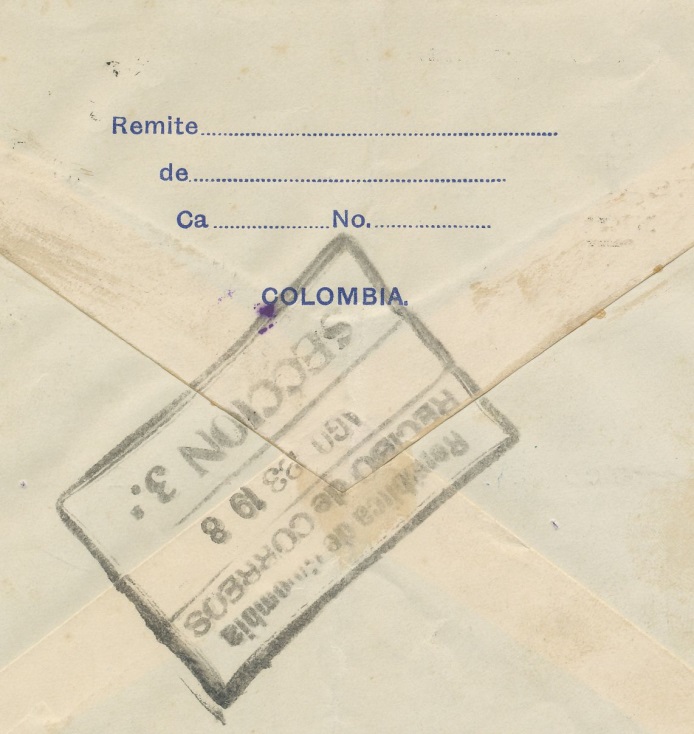 Remite
de
Ca No.
COLOMBIA.
República de Colombia
RECIBO de CORREOS
AGO 23 19 8
SECCION 3: